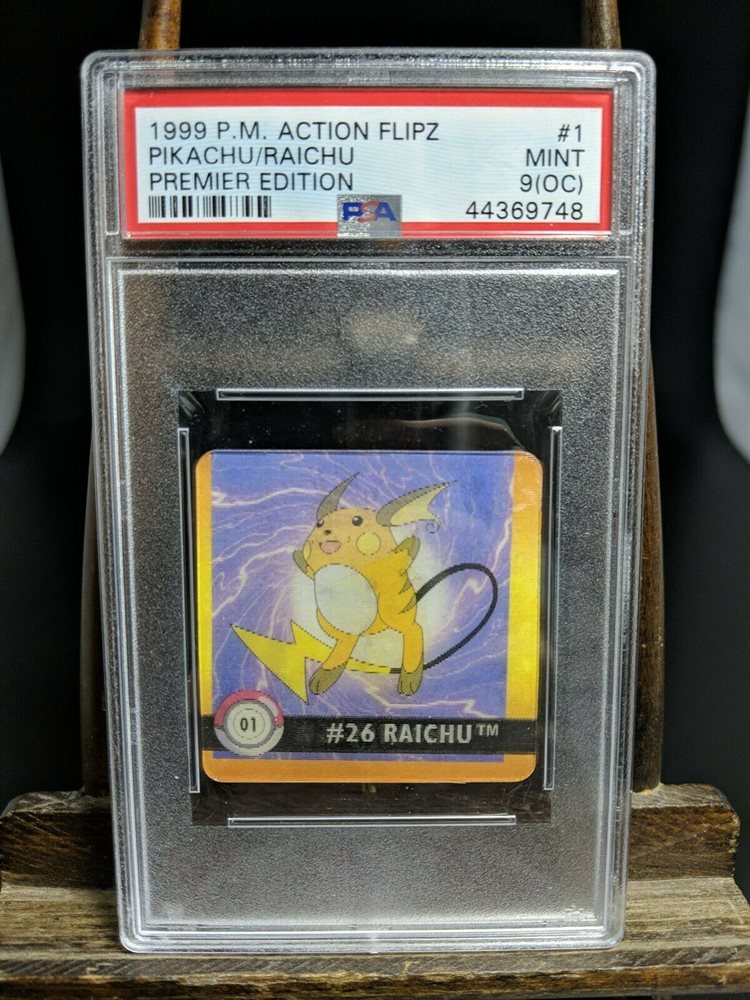 1999 P.M. ACTION FLIPZ #1
PIKACHU/RAICHU MINT
PREMIER EDITION 9(OC)
PSA 44369748
01 #26 RAICHU™